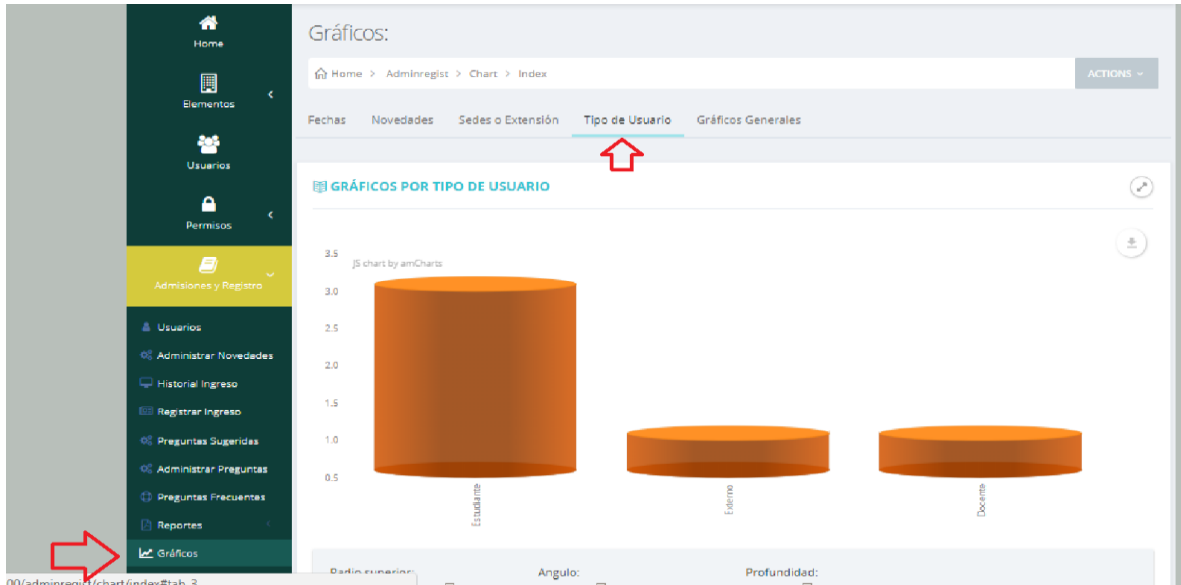 Home
Elementos
Usuarios
Permisos
Admisiones y Registro
Usuarios
Administrar Novedades
Historial Ingreso
Registrar Ingreso
Preguntas Sugeridas
Administrar Preguntas
Preguntas Frecuentes
Reportes
Gráficos
00/adminregist/chart/index#tab_3
Gráficos:
Home > Adminregist > Chart > Index
ACTIONS
Fechas Novedades Sedes o Extensión Tipo de Usuario Gráficos Generales
GRÁFICOS POR TIPO DE USUARIO
JS chart by amCharts
3.5
3.0
2.5
2.0
1.5
1.0
0.5
Estudiante
Externo
Docente
Radio superior: Angulo: Profundidad: